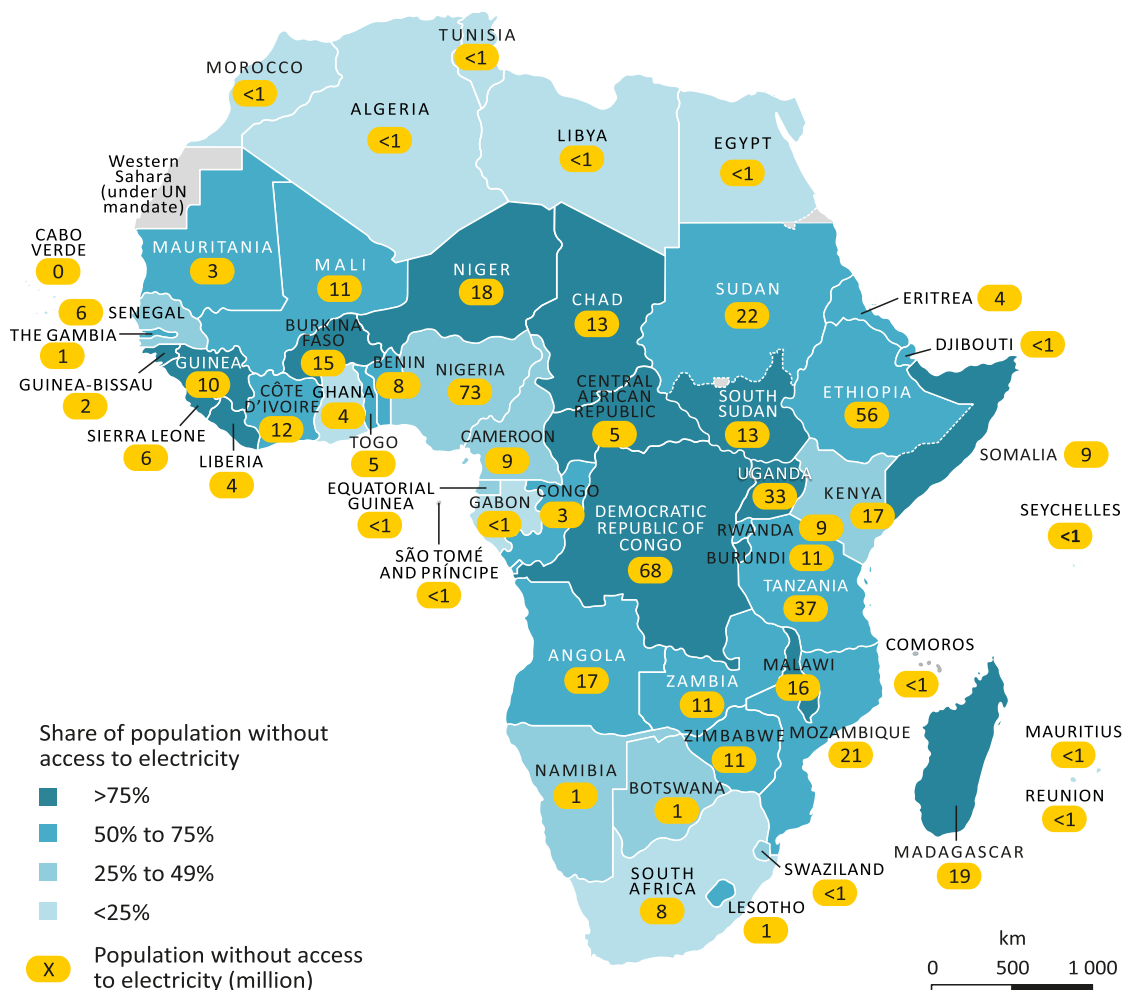 TUNISIA
<1
MOROCCO
<1
ALGERIA
<1
LIBYA
<1
EGYPT
<1
Western
Sahara
(under UN
mandate)
CABO
VERDE
0
MAURITANIA
3
MALI
11
NIGER
18
CHAD
13
SUDAN
22
ERITREA 4
6 SENEGAL
THE GAMBIA
1
BURKINA
FASO
15
DJIBOUTI <1
GUINEA-BISSAU
2
GUINEA
10
CÔTE
D'IVOIRE
12
GHANA
4
BENIN
8
NIGERIA
73
CENTRAL
AFRICAN
REPUBLIC
5
SOUTH
SUDAN
13
ETHIOPIA
56
SIERRA LEONE
6
LIBERIA
4
TOGO
5
CAMEROON
9
SOMALIA 9
EQUATORIAL
GUINEA
<1
GABON
<1
CONGO
3
DEMOCRATIC
REPUBLIC OF
CONGO
68
UGANDA
33
KENYA
17
SEYCHELLES
<1
RWANDA 9
BURUNDI 11
SÃO TOMÉ
AND PRÍNCIPE
<1
TANZANIA
37
ANGOLA
17
ZAMBIA
11
MALAWI
16
COMOROS
<1
ZIMBABWE
11
MOZAMBIQUE
21
MAURITIUS
<1
NAMIBIA
1
BOTSWANA
1
REUNION
<1
MADAGASCAR
19
SOUTH
AFRICA
8
SWAZILAND
<1
LESOTHO
1
Share of population without
access to electricity
>75%
50% to 75%
25% to 49%
<25%
X Population without access
to electricity (million)
km
0 500 1 000